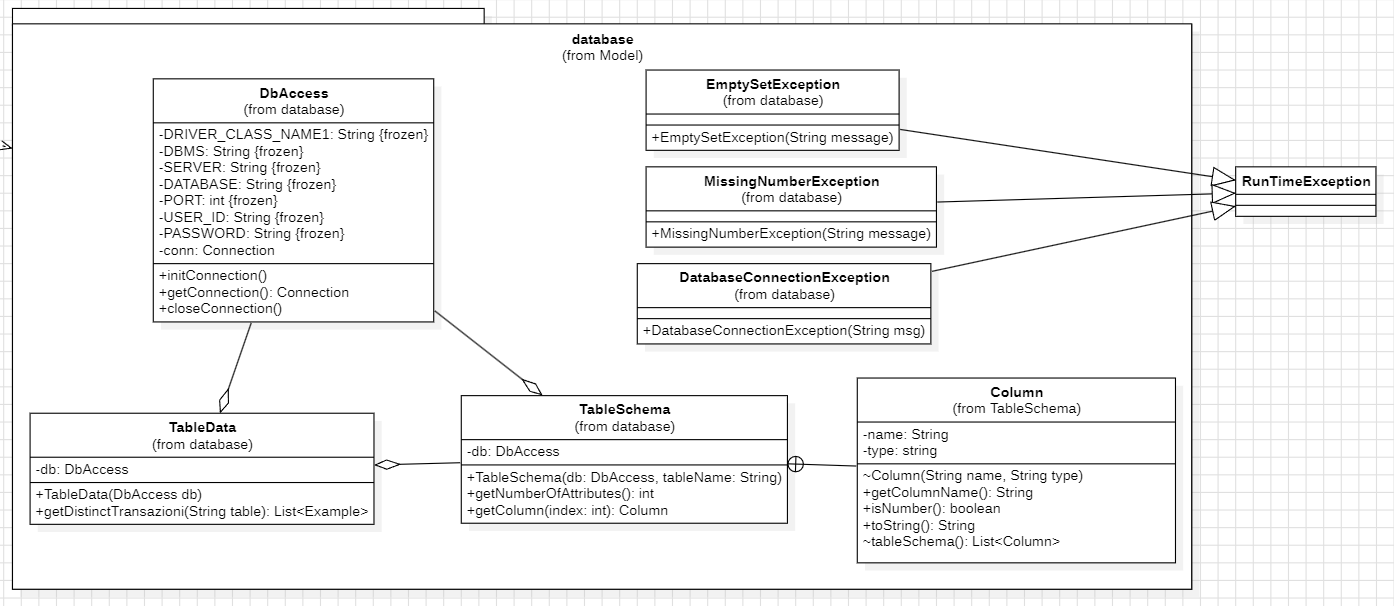 database
(from Model)
DbAccess
(from database)
-DRIVER_CLASS_NAME1: String {frozen}
-DBMS: String {frozen}
-SERVER: String {frozen}
-DATABASE: String {frozen}
-PORT: int {frozen}
-USER_ID: String {frozen}
-PASSWORD: String {frozen}
-conn: Connection
+initConnection()
+getConnection(): Connection
+closeConnection()
EmptySetException
(from database)
+EmptySetException(String message)
MissingNumberException
(from database)
+MissingNumberException(String message)
DatabaseConnectionException
(from database)
+DatabaseConnectionException(String msg)
RunTimeException
TableData
(from database)
-db: DbAccess
+TableData(DbAccess db)
+getDistinctTransazioni(String table): List<Example>
TableSchema
(from database)
-db: DbAccess
+TableSchema(db: DbAccess, tableName: String)
+getNumberOfAttributes(): int
+getColumn(index: int): Column
Column
(from TableSchema)
-name: String
-type: string
~Column(String name, String type)
+getColumnName(): String
+isNumber(): boolean
+toString(): String
~tableSchema(): List<Column>